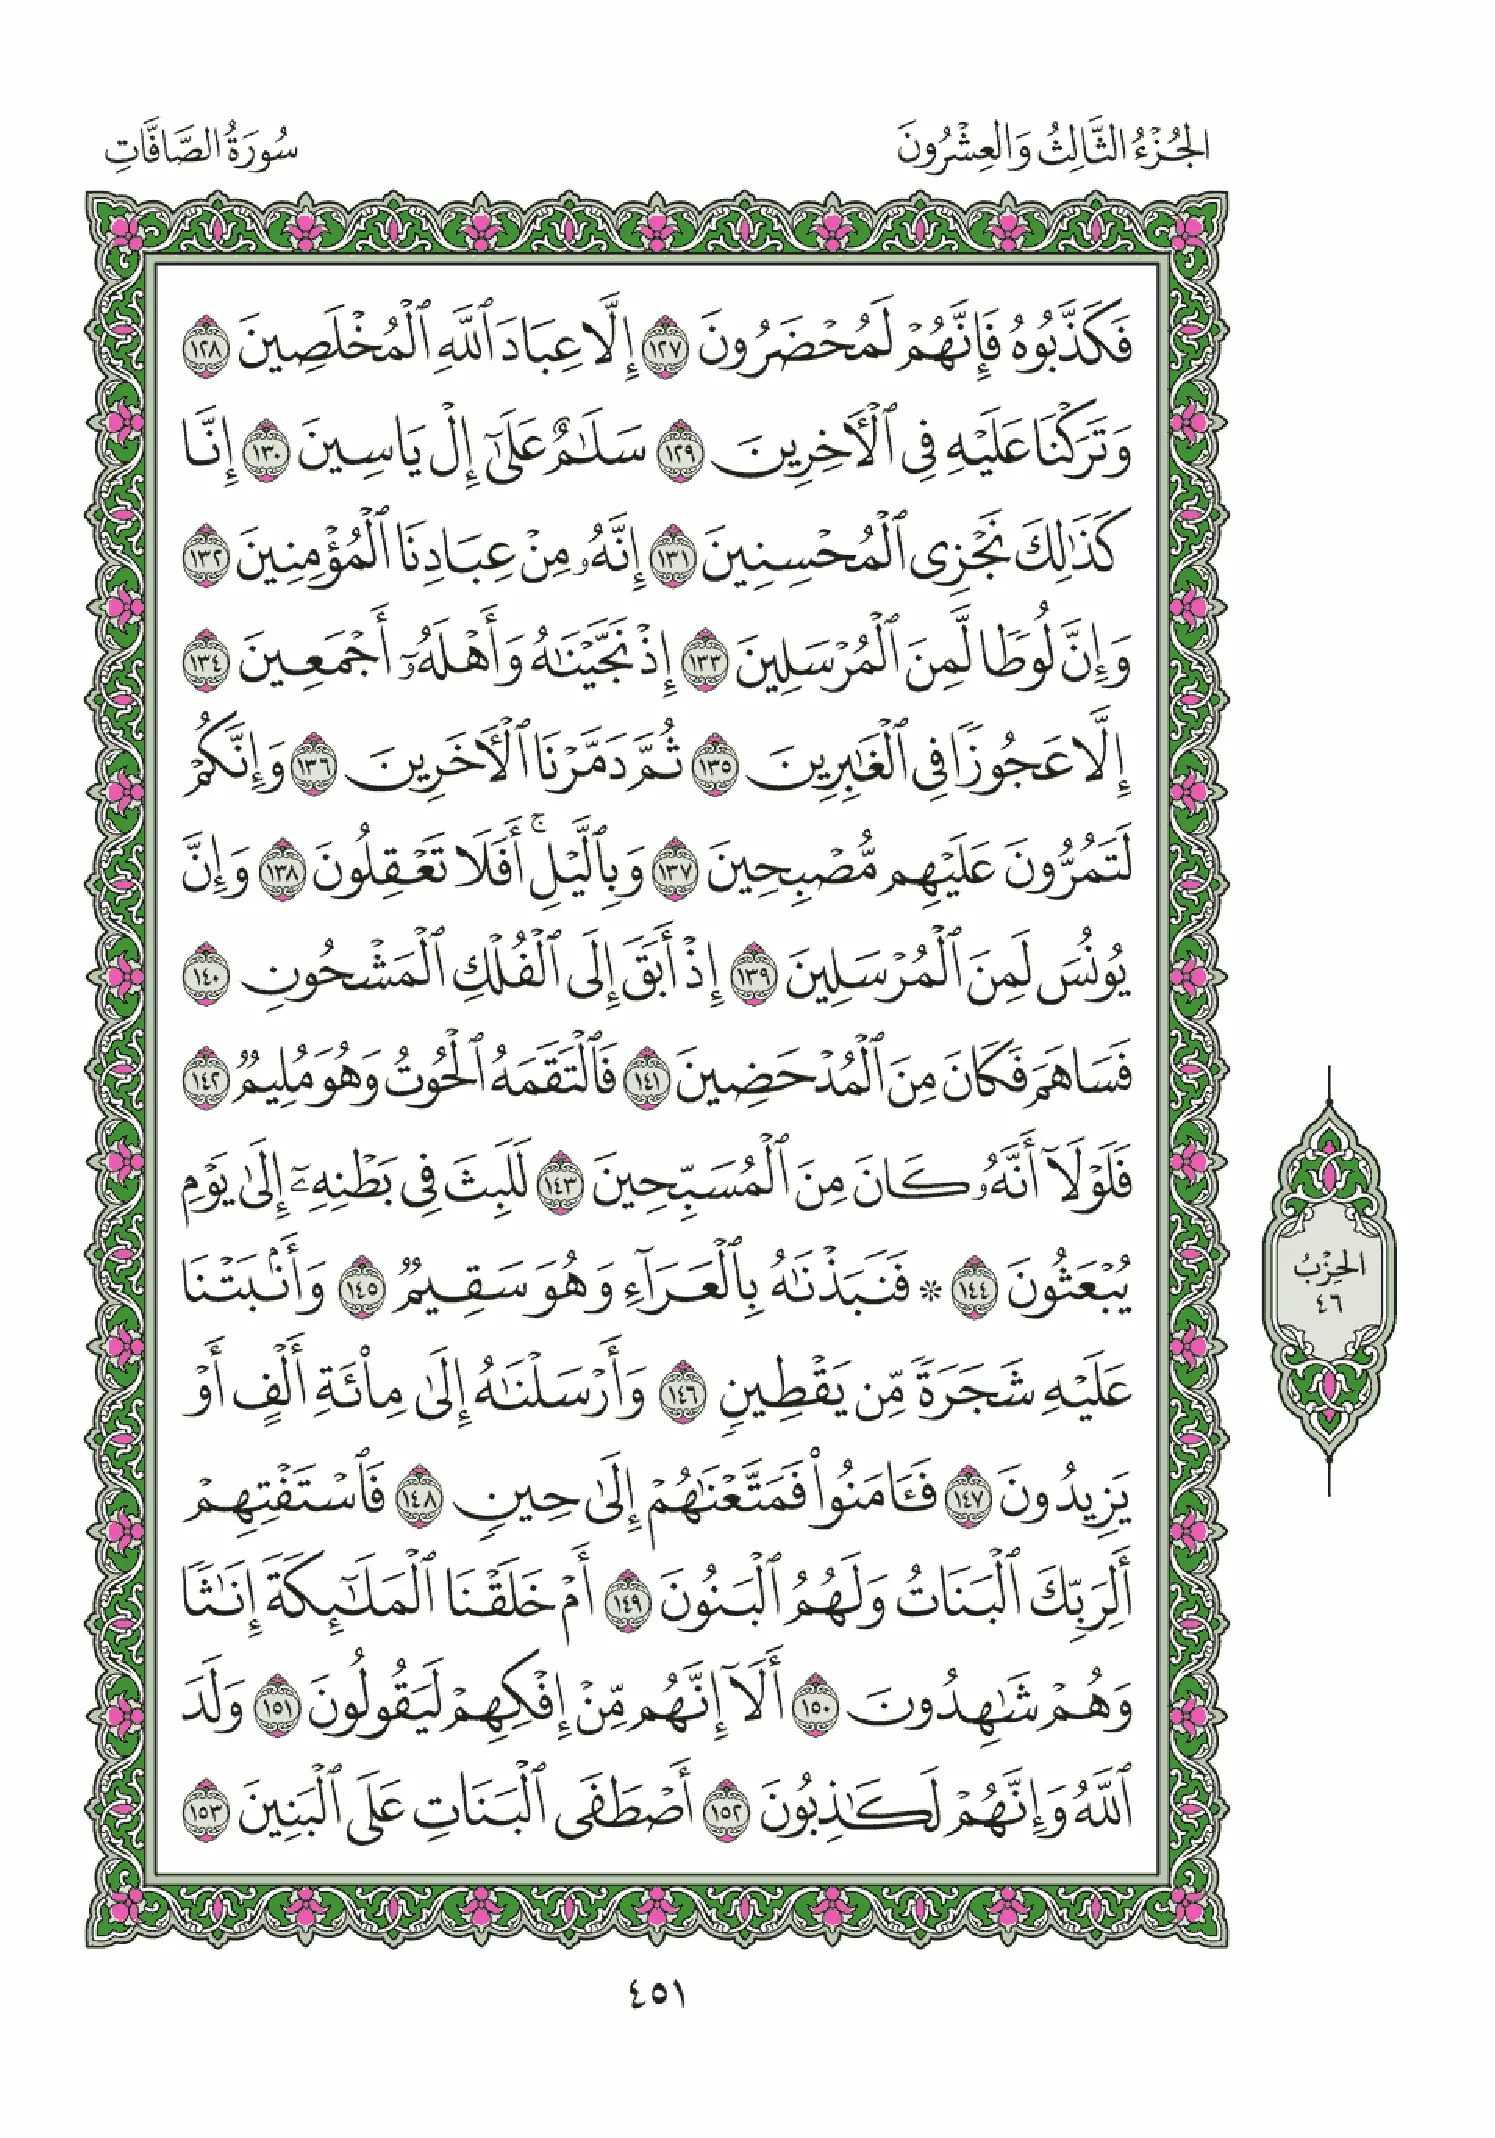 الجُزْءُ الثَّالِثُ وَالعِشْرُونَ
سُورَةُ الصَّافَّاتِ
فَكَذَّبُوهُ فَإِنَّهُمْ لَمُحْضَرُونَ ١٢٧ إِلَّا عِبَادَ ٱللَّهِ ٱلْمُخْلَصِينَ ١٢٨
وَتَرَكْنَا عَلَيْهِ فِي ٱلْأَخِرِينَ ١٢٩ سَلَٰمٌ عَلَىٰٓ إِلْ يَاسِينَ ١٣٠ إِنَّا
كَذَٰلِكَ نَجْزِي ٱلْمُحْسِنِينَ ١٣١ إِنَّهُۥ مِنْ عِبَادِنَا ٱلْمُؤْمِنِينَ ١٣٢
وَإِنَّ لُوطًا لَّمِنَ ٱلْمُرْسَلِينَ ١٣٣ إِذْ نَجَّيْنَٰهُ وَأَهْلَهُۥٓ أَجْمَعِينَ ١٣٤
إِلَّا عَجُوزًا فِي ٱلْغَٰبِرِينَ ١٣٥ ثُمَّ دَمَّرْنَا ٱلْأَخَرِينَ ١٣٦ وَإِنَّكُمْ
لَتَمُرُّونَ عَلَيْهِم مُّصْبِحِينَ ١٣٧ وَبِٱلَّيْلِۚ أَفَلَا تَعْقِلُونَ ١٣٨ وَإِنَّ
يُونُسَ لَمِنَ ٱلْمُرْسَلِينَ ١٣٩ إِذْ أَبَقَ إِلَى ٱلْفُلْكِ ٱلْمَشْحُونِ ١٤٠
فَسَاهَمَ فَكَانَ مِنَ ٱلْمُدْحَضِينَ ١٤١ فَٱلْتَقَمَهُ ٱلْحُوتُ وَهُوَ مُلِيمٌ ١٤٢
فَلَوْلَآ أَنَّهُۥ كَانَ مِنَ ٱلْمُسَبِّحِينَ ١٤٣ لَلَبِثَ فِي بَطْنِهِۦٓ إِلَىٰ يَوْمِ
يُبْعَثُونَ ١٤٤ ۞ فَنَبَذْنَٰهُ بِٱلْعَرَآءِ وَهُوَ سَقِيمٌ ١٤٥ وَأَنۢبَتْنَا
عَلَيْهِ شَجَرَةً مِّن يَقْطِينٍ ١٤٦ وَأَرْسَلْنَٰهُ إِلَىٰ مِا۟ئَةِ أَلْفٍ أَوْ
يَزِيدُونَ ١٤٧ فَـَٔامَنُوا۟ فَمَتَّعْنَٰهُمْ إِلَىٰ حِينٍ ١٤٨ فَٱسْتَفْتِهِمْ
أَلِرَبِّكَ ٱلْبَنَاتُ وَلَهُمُ ٱلْبَنُونَ ١٤٩ أَمْ خَلَقْنَا ٱلْمَلَٰٓئِكَةَ إِنَٰثًا
وَهُمْ شَٰهِدُونَ ١٥٠ أَلَآ إِنَّهُم مِّنْ إِفْكِهِمْ لَيَقُولُونَ ١٥١ وَلَدَ
ٱللَّهُ وَإِنَّهُمْ لَكَٰذِبُونَ ١٥٢ أَصْطَفَى ٱلْبَنَاتِ عَلَى ٱلْبَنِينَ ١٥٣
الحِزْبُ
٤٦
٤٥١